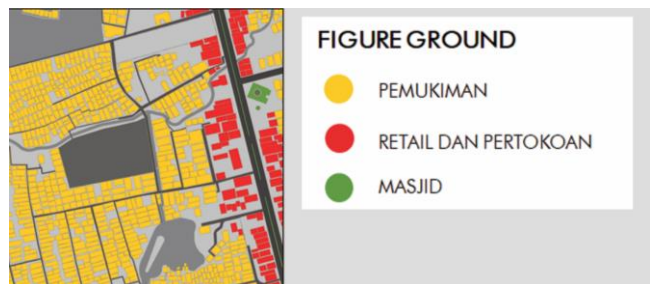 FIGURE GROUND
PEMUKIMAN
RETAIL DAN PERTOKOAN
MASJID